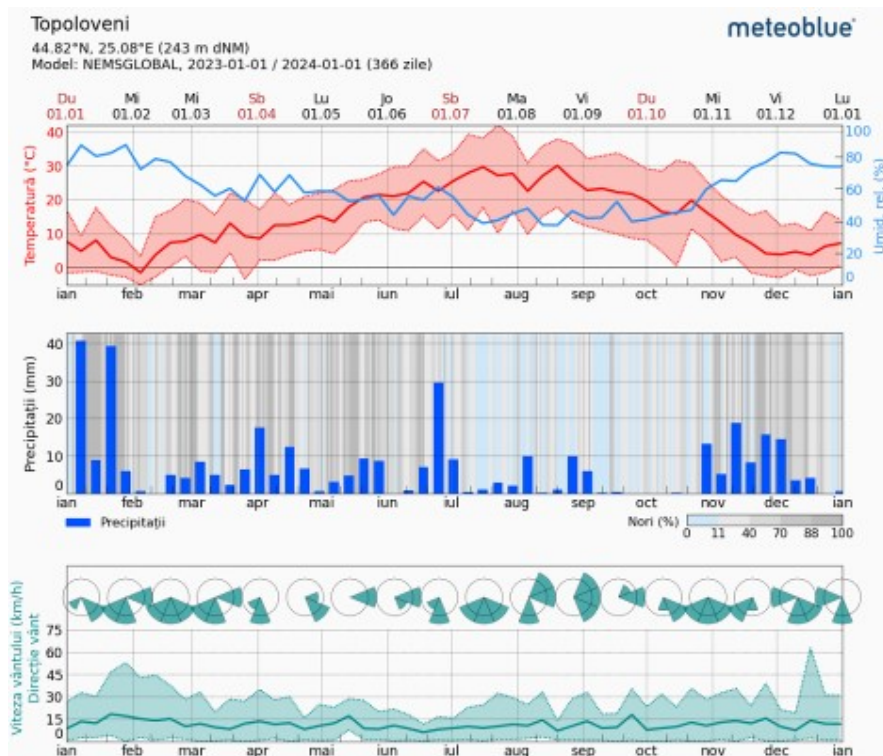 Topoloveni
meteoblue
44.82°N, 25.08°E (243 m dNM)
Model: NEMSGLOBAL, 2023-01-01 / 2024-01-01 (366 zile)
Du Mi Mi Sb Lu Jo Sb Ma Vi Du Mi Vi Lu
01.01 01.02 01.03 01.04 01.05 01.06 01.07 01.08 01.09 01.10 01.11 01.12 01.01
Temperatură (°C)
40
30
20
10
0
Umid. rel. (%)
100
80
60
40
20
0
ian feb mar apr mai iun iul aug sep oct nov dec ian
Precipitații (mm)
40
30
20
10
0
ian feb mar apr mai iun iul aug sep oct nov dec ian
Precipitații
Nori (%)
0 11 40 70 88 100
Viteza vântului (km/h)
Direcție vânt
75
60
45
30
15
0
ian feb mar apr mai iun iul aug sep oct nov dec ian